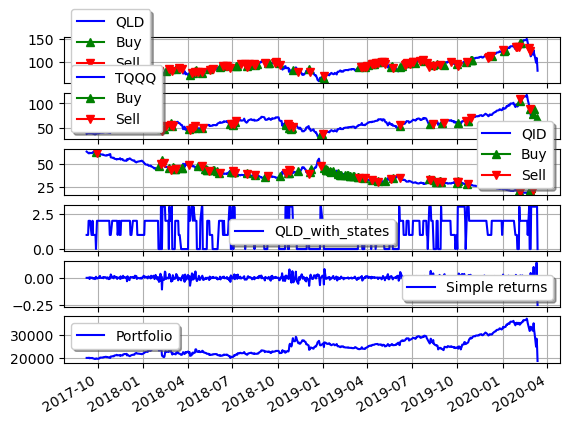 QLD
Buy
Sell
150
100
TQQQ
Buy
Sell
100
50
QID
Buy
Sell
50
25
2.5
0.0
QLD_with_states
0.00
−0.25
Simple returns
30000
20000
Portfolio
2017-10
2018-01
2018-04
2018-07
2018-10
2019-01
2019-04
2019-07
2019-10
2020-01
2020-04